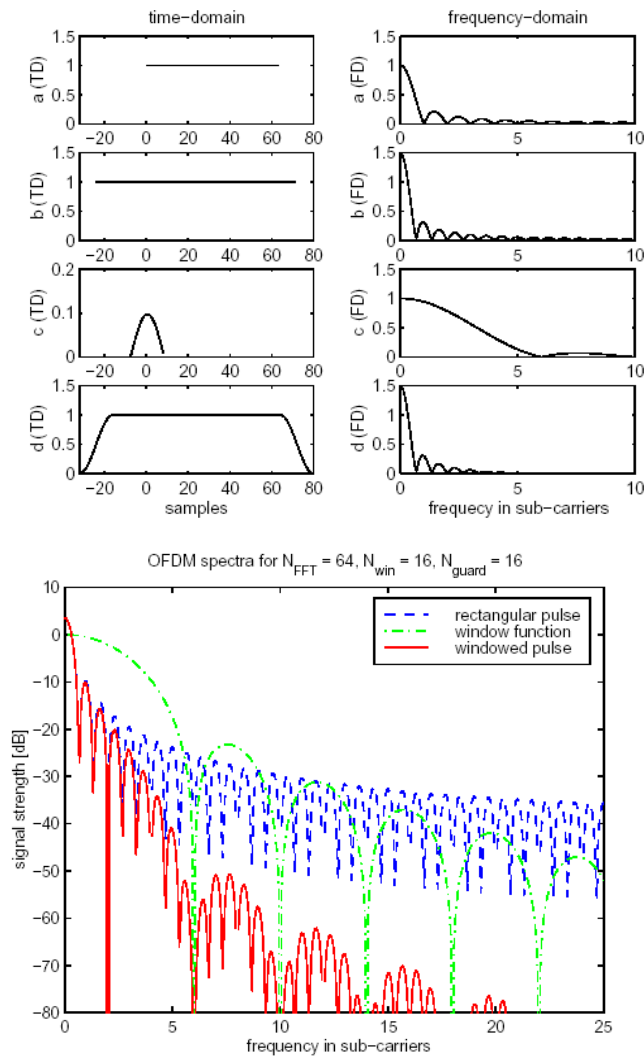 time-domain
frequency-domain
1.5
1
0.5
0
a (TD)
-20 0 20 40 60 80
1.5
1
0.5
0
a (FD)
0 5 10
1.5
1
0.5
0
b (TD)
-20 0 20 40 60 80
1.5
1
0.5
0
b (FD)
0 5 10
0.2
0.1
0
c (TD)
-20 0 20 40 60 80
1.5
1
0.5
0
c (FD)
0 5 10
1.5
1
0.5
0
d (TD)
-20 0 20 40 60 80
samples
1.5
1
0.5
0
d (FD)
0 5 10
frequecy in sub-carriers
OFDM spectra for N_FFT = 64, N_win = 16, N_guard = 16
rectangular pulse
window function
windowed pulse
10
0
-10
-20
-30
-40
-50
-60
-70
-80
signal strength [dB]
0 5 10 15 20 25
frequency in sub-carriers